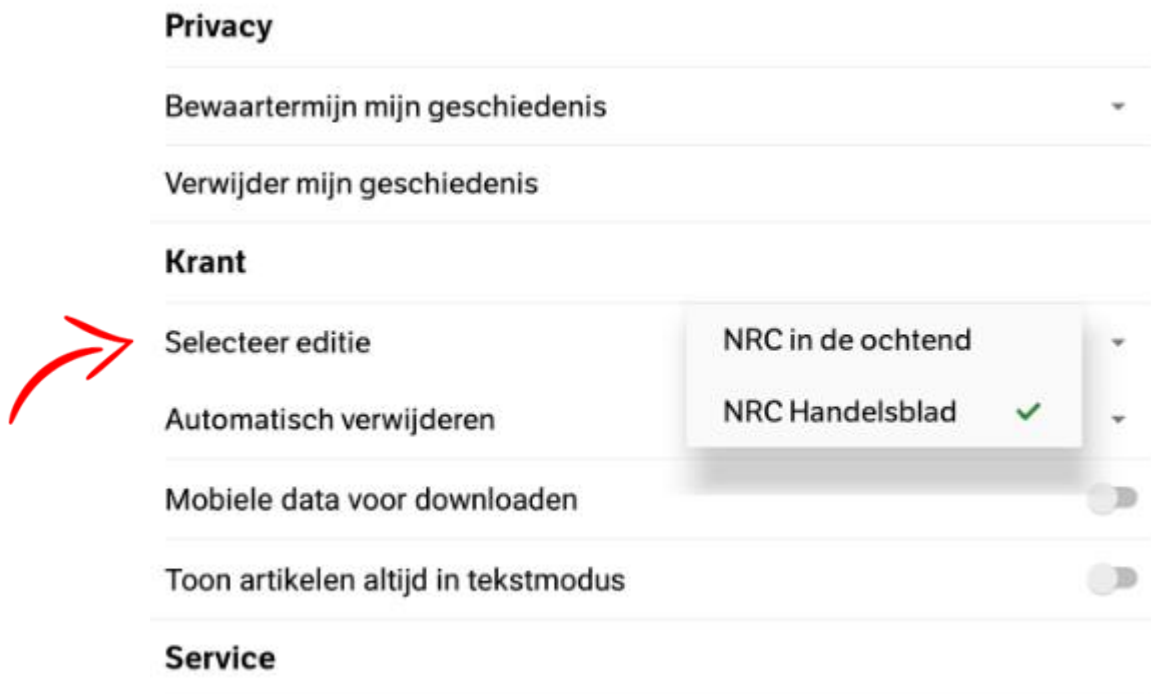 Privacy
Bewaartermijn mijn geschiedenis
Verwijder mijn geschiedenis
Krant
Selecteer editie
NRC in de ochtend
Automatisch verwijderen
NRC Handelsblad
Mobiele data voor downloaden
Toon artikelen altijd in tekstmodus
Service